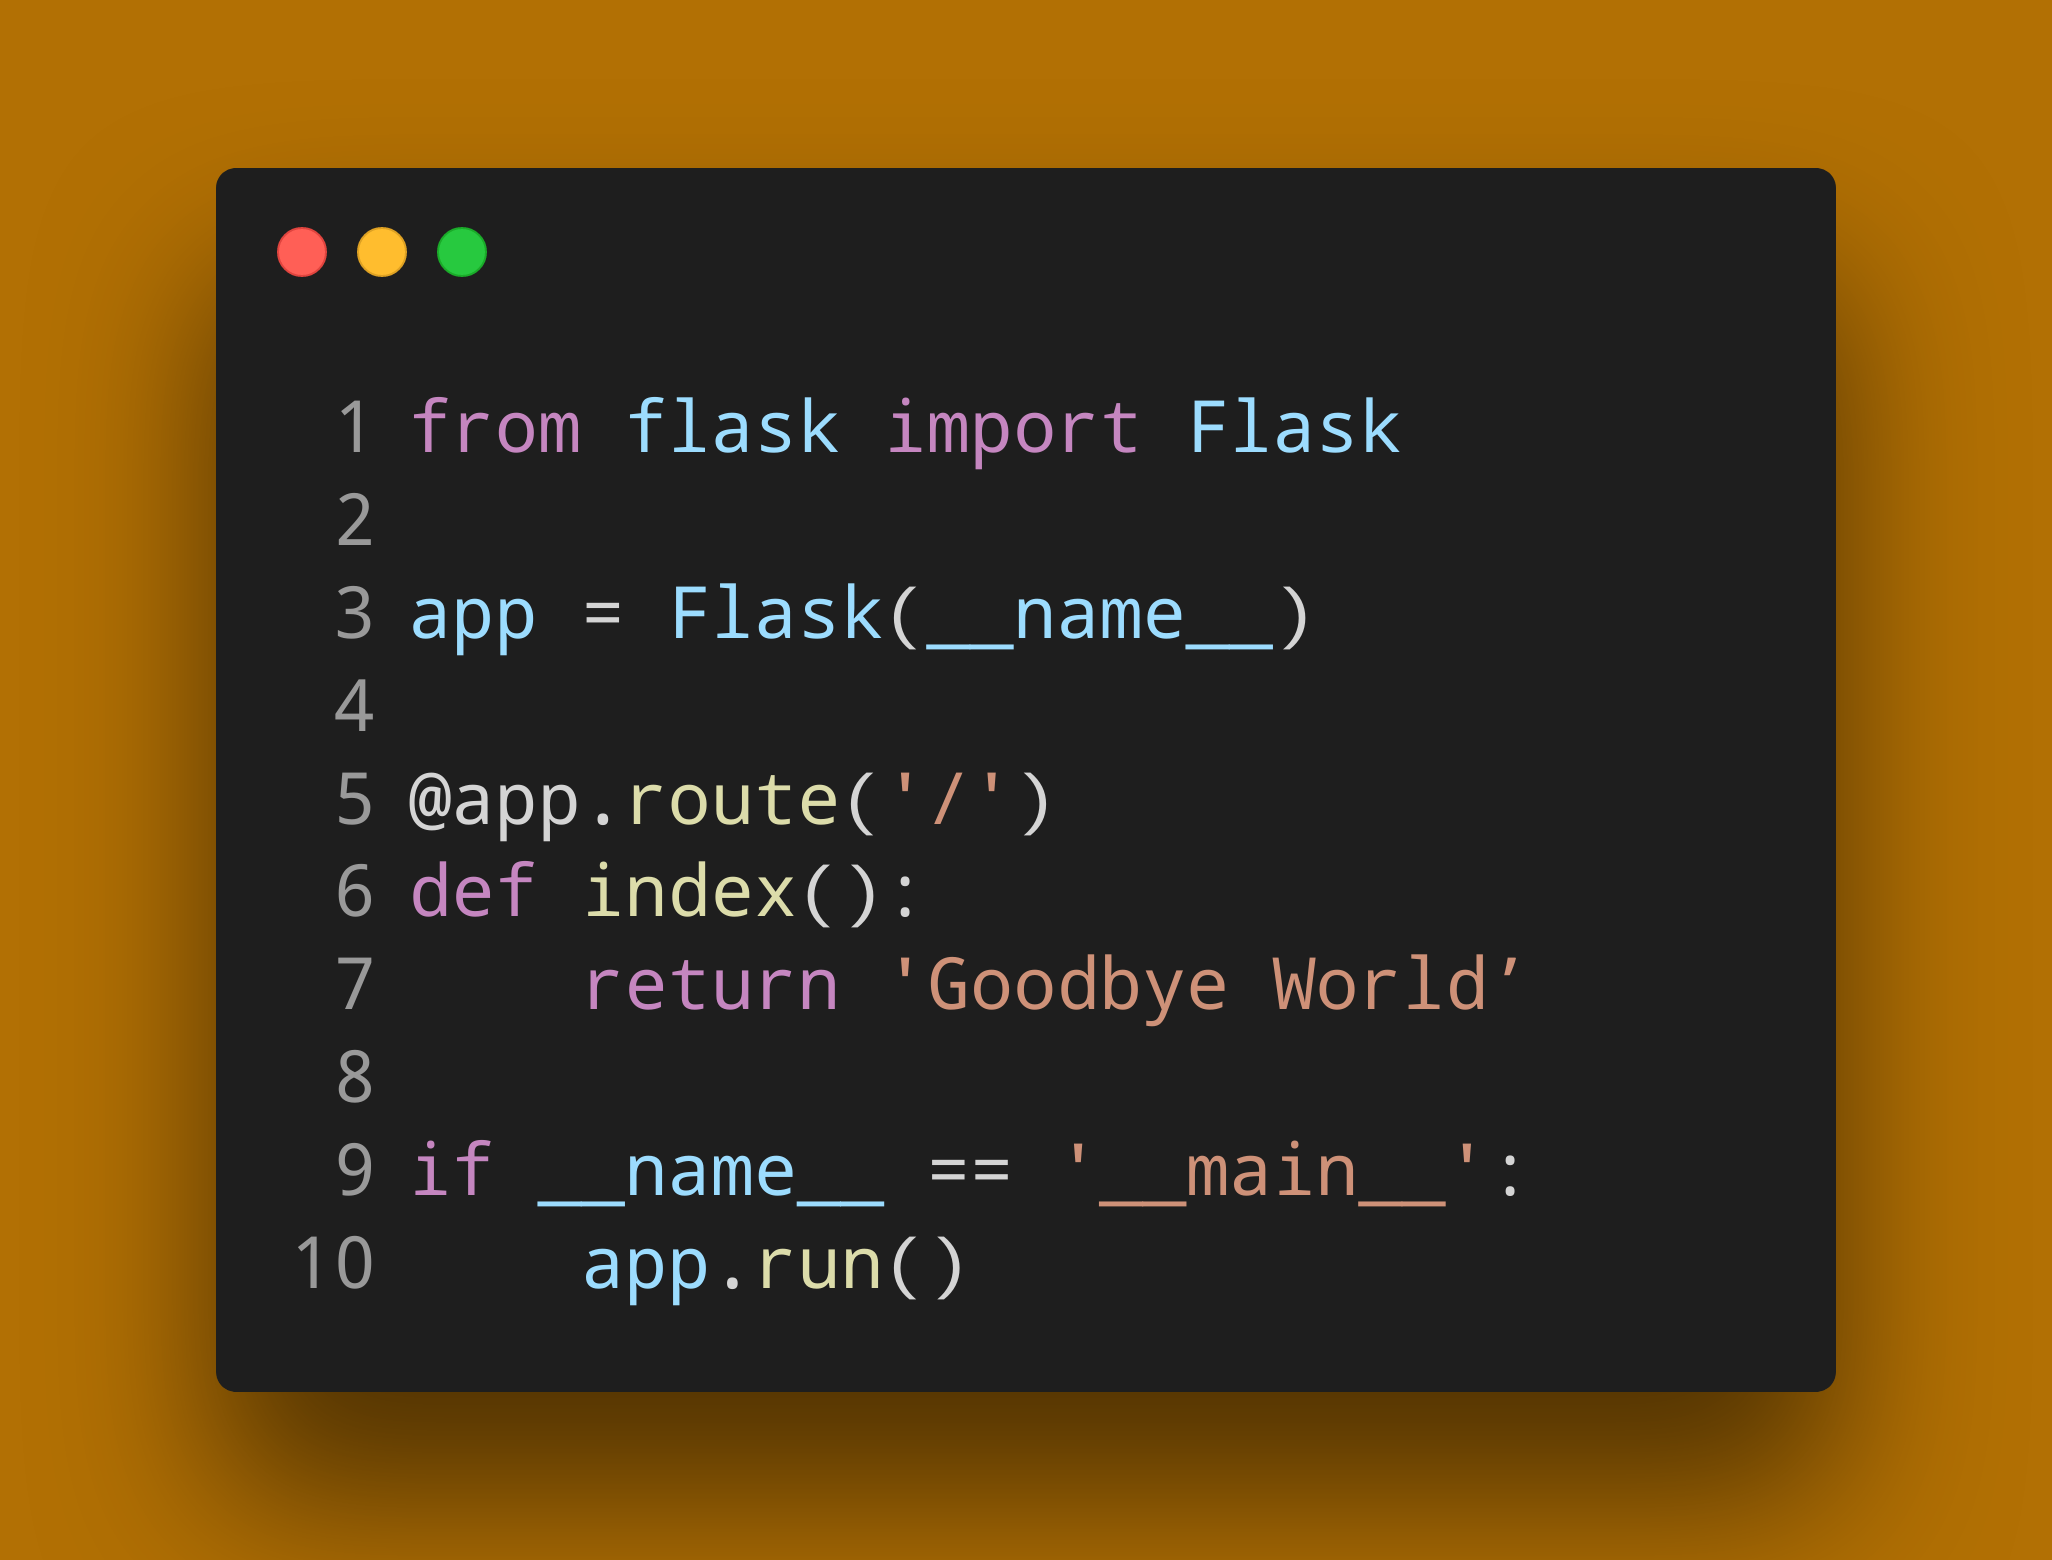 1 from flask import Flask
2
3 app = Flask(__name__)
4
5 @app.route('/')
6 def index():
7     return 'Goodbye World’
8
9 if __name__ == '__main__':
10     app.run()